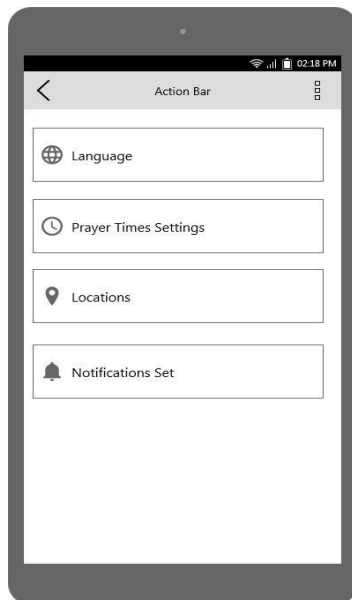 02:18 PM
Action Bar
Language
Prayer Times Settings
Locations
Notifications Set